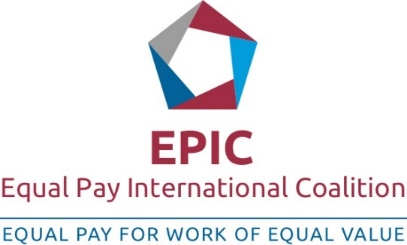 EPIC
Equal Pay International Coalition
EQUAL PAY FOR WORK OF EQUAL VALUE